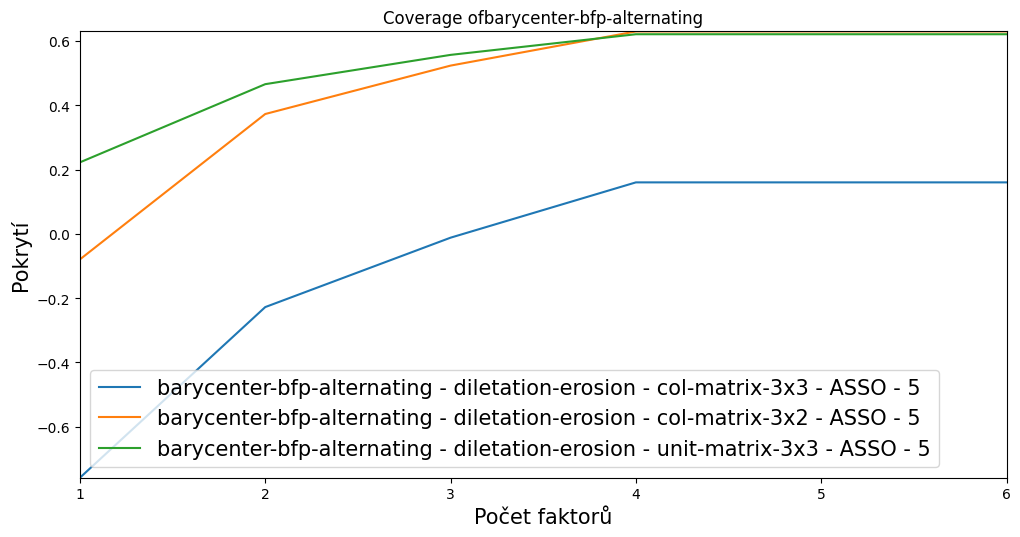 Coverage ofbarycenter-bfp-alternating
0.6
0.4
0.2
0.0
−0.2
−0.4
−0.6
Pokrytí
barycenter-bfp-alternating - diletation-erosion - col-matrix-3x3 - ASSO - 5
barycenter-bfp-alternating - diletation-erosion - col-matrix-3x2 - ASSO - 5
barycenter-bfp-alternating - diletation-erosion - unit-matrix-3x3 - ASSO - 5
1 2 3 4 5 6
Počet faktorů